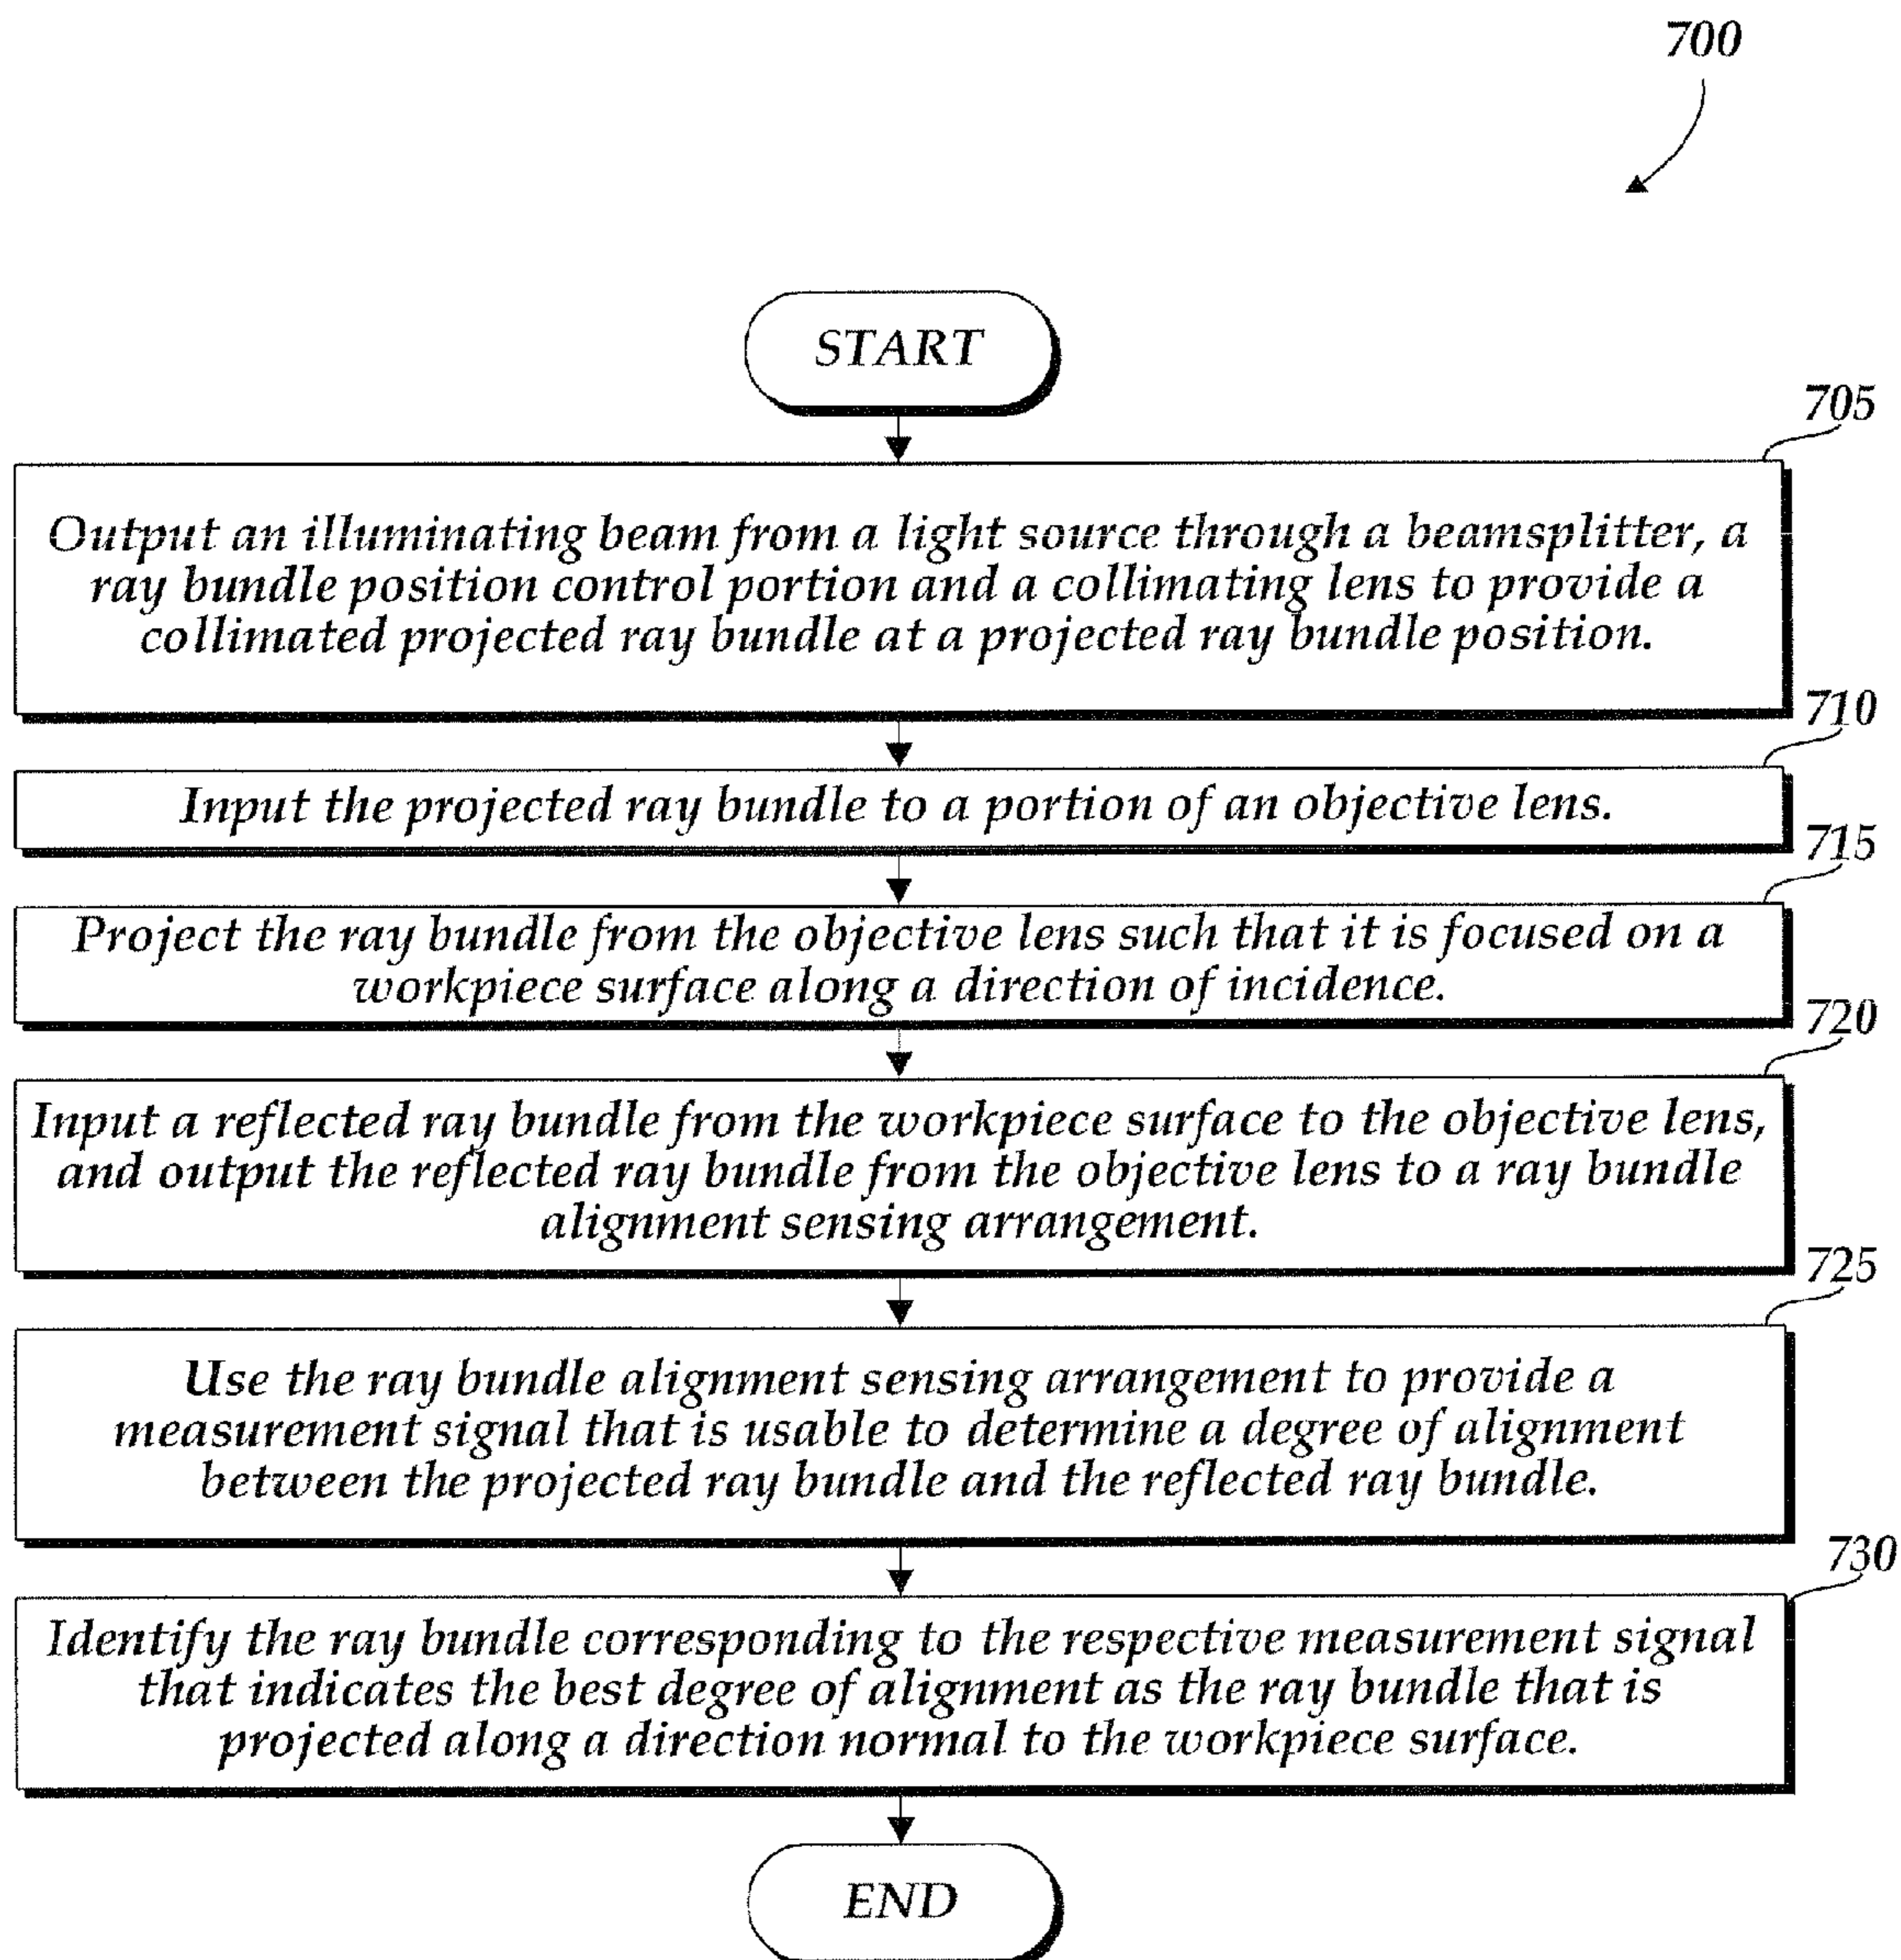 700
START
705
Output an illuminating beam from a light source through a beamsplitter, a
ray bundle position control portion and a collimating lens to provide a
collimated projected ray bundle at a projected ray bundle position.
710
Input the projected ray bundle to a portion of an objective lens.
715
Project the ray bundle from the objective lens such that it is focused on a
workpiece surface along a direction of incidence.
720
Input a reflected ray bundle from the workpiece surface to the objective lens,
and output the reflected ray bundle from the objective lens to a ray bundle
alignment sensing arrangement.
725
Use the ray bundle alignment sensing arrangement to provide a
measurement signal that is usable to determine a degree of alignment
between the projected ray bundle and the reflected ray bundle.
730
Identify the ray bundle corresponding to the respective measurement signal
that indicates the best degree of alignment as the ray bundle that is
projected along a direction normal to the workpiece surface.
END